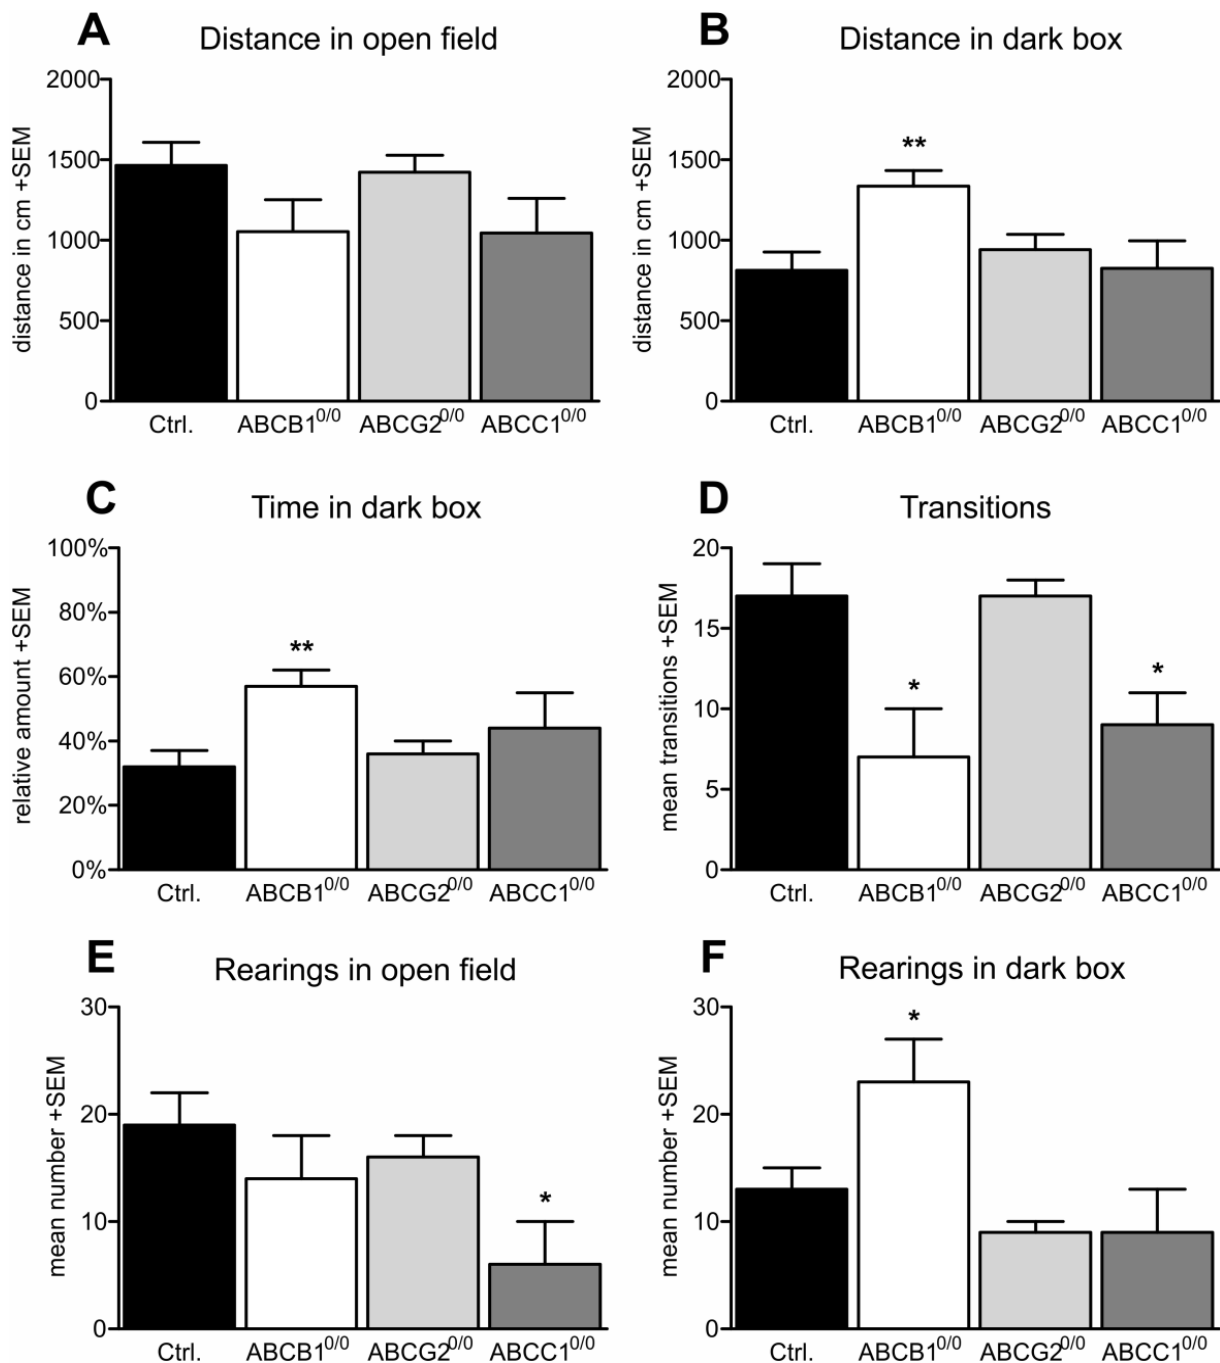 A Distance in open field
2000
1500
1000
500
0
distance in cm +SEM
Ctrl. ABCB1^0/0 ABCG2^0/0 ABCC1^0/0
B Distance in dark box
2000
1500
1000
500
0
distance in cm +SEM
**
Ctrl. ABCB1^0/0 ABCG2^0/0 ABCC1^0/0
C Time in dark box
100%
80%
60%
40%
20%
0%
relative amount +SEM
**
Ctrl. ABCB1^0/0 ABCG2^0/0 ABCC1^0/0
D Transitions
20
15
10
5
0
mean transitions +SEM
* *
Ctrl. ABCB1^0/0 ABCG2^0/0 ABCC1^0/0
E Rearings in open field
30
20
10
0
mean number +SEM
*
Ctrl. ABCB1^0/0 ABCG2^0/0 ABCC1^0/0
F Rearings in dark box
30
20
10
0
mean number +SEM
*
Ctrl. ABCB1^0/0 ABCG2^0/0 ABCC1^0/0